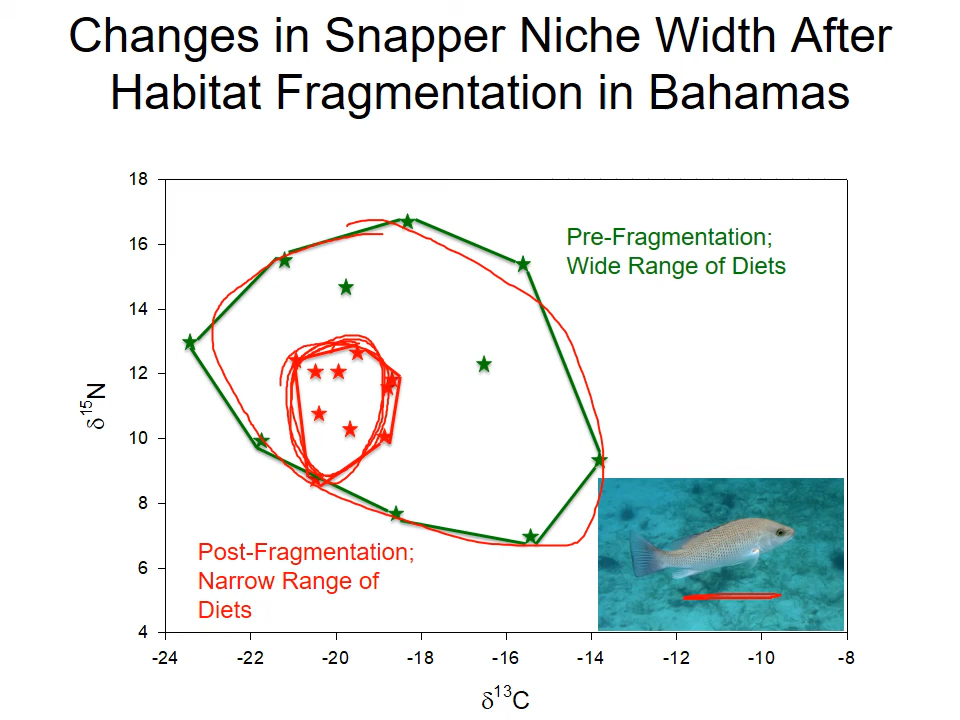 Changes in Snapper Niche Width After
Habitat Fragmentation in Bahamas
18
16
14
12
10
8
6
4
δ15N
Pre-Fragmentation;
Wide Range of Diets
Post-Fragmentation;
Narrow Range of
Diets
-24 -22 -20 -18 -16 -14 -12 -10 -8
δ13C